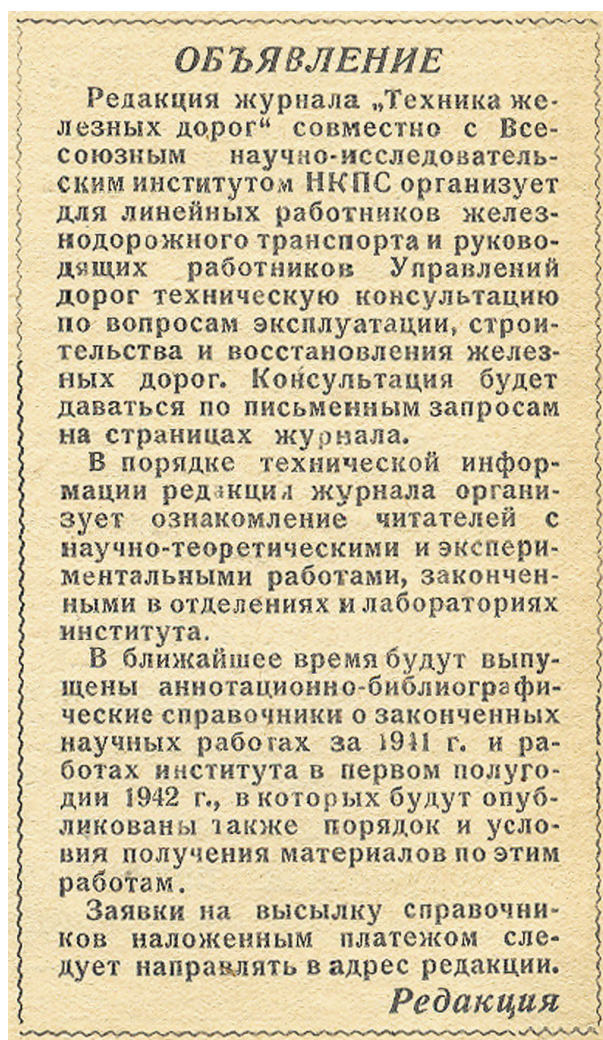 ОБЪЯВЛЕНИЕ
Редакция журнала „Техника же-
лезных дорог“ совместно с Все-
союзным научно-исследователь-
ским институтом НКПС организует
для линейных работников желез-
нодорожного транспорта и руково-
дящих работников Управлений
дорог техническую консультацию
по вопросам эксплуатации, строи-
тельства и восстановления желез-
ных дорог. Консультация будет
даваться по письменным запросам
на страницах журнала.
В порядке технической инфор-
мации редакция журнала органи-
зует ознакомление читателей с
научно-теоретическими и экспери-
ментальными работами, закончен-
ными в отделениях и лабораториях
института.
В ближайшее время будут выпу-
щены аннотационно-библиографи-
ческие справочники о законченных
научных работах за 1941 г. и ра-
ботах института в первом полуго-
дии 1942 г., в которых будут опуб-
ликованы также порядок и усло-
вия получения материалов по этим
работам.
Заявки на высылку справочни-
ков наложенным платежом сле-
дует направлять в адрес редакции.
Редакция